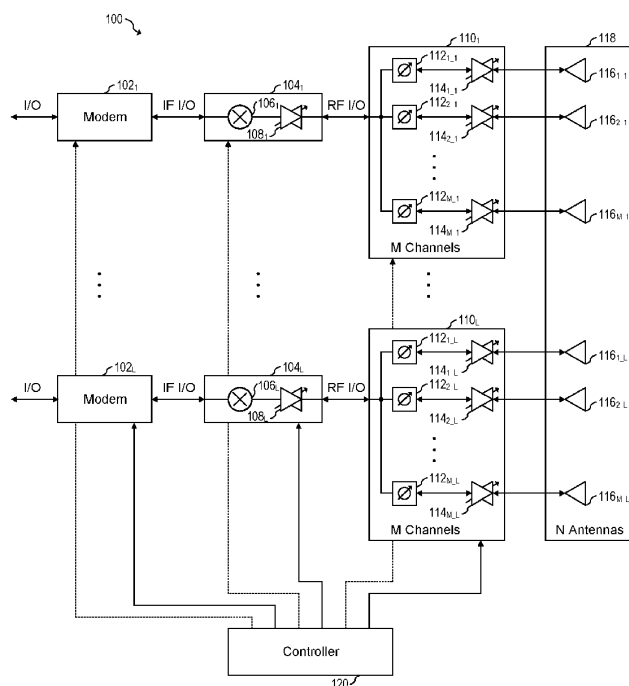 100
110₁
118
102₁
104₁
112₁_₁
116₁_₁
I/O
Modem
IF I/O
106₁
108₁
RF I/O
114₁_₁
112₂_₁
114₂_₁
116₂_₁
112M_₁
114M_₁
116M_₁
M Channels
110L
102L
104L
112₁_L
116₁_L
I/O
Modem
IF I/O
106L
108L
RF I/O
114₁_L
112₂_L
114₂_L
116₂_L
112M_L
114M_L
116M_L
M Channels
N Antennas
Controller
120